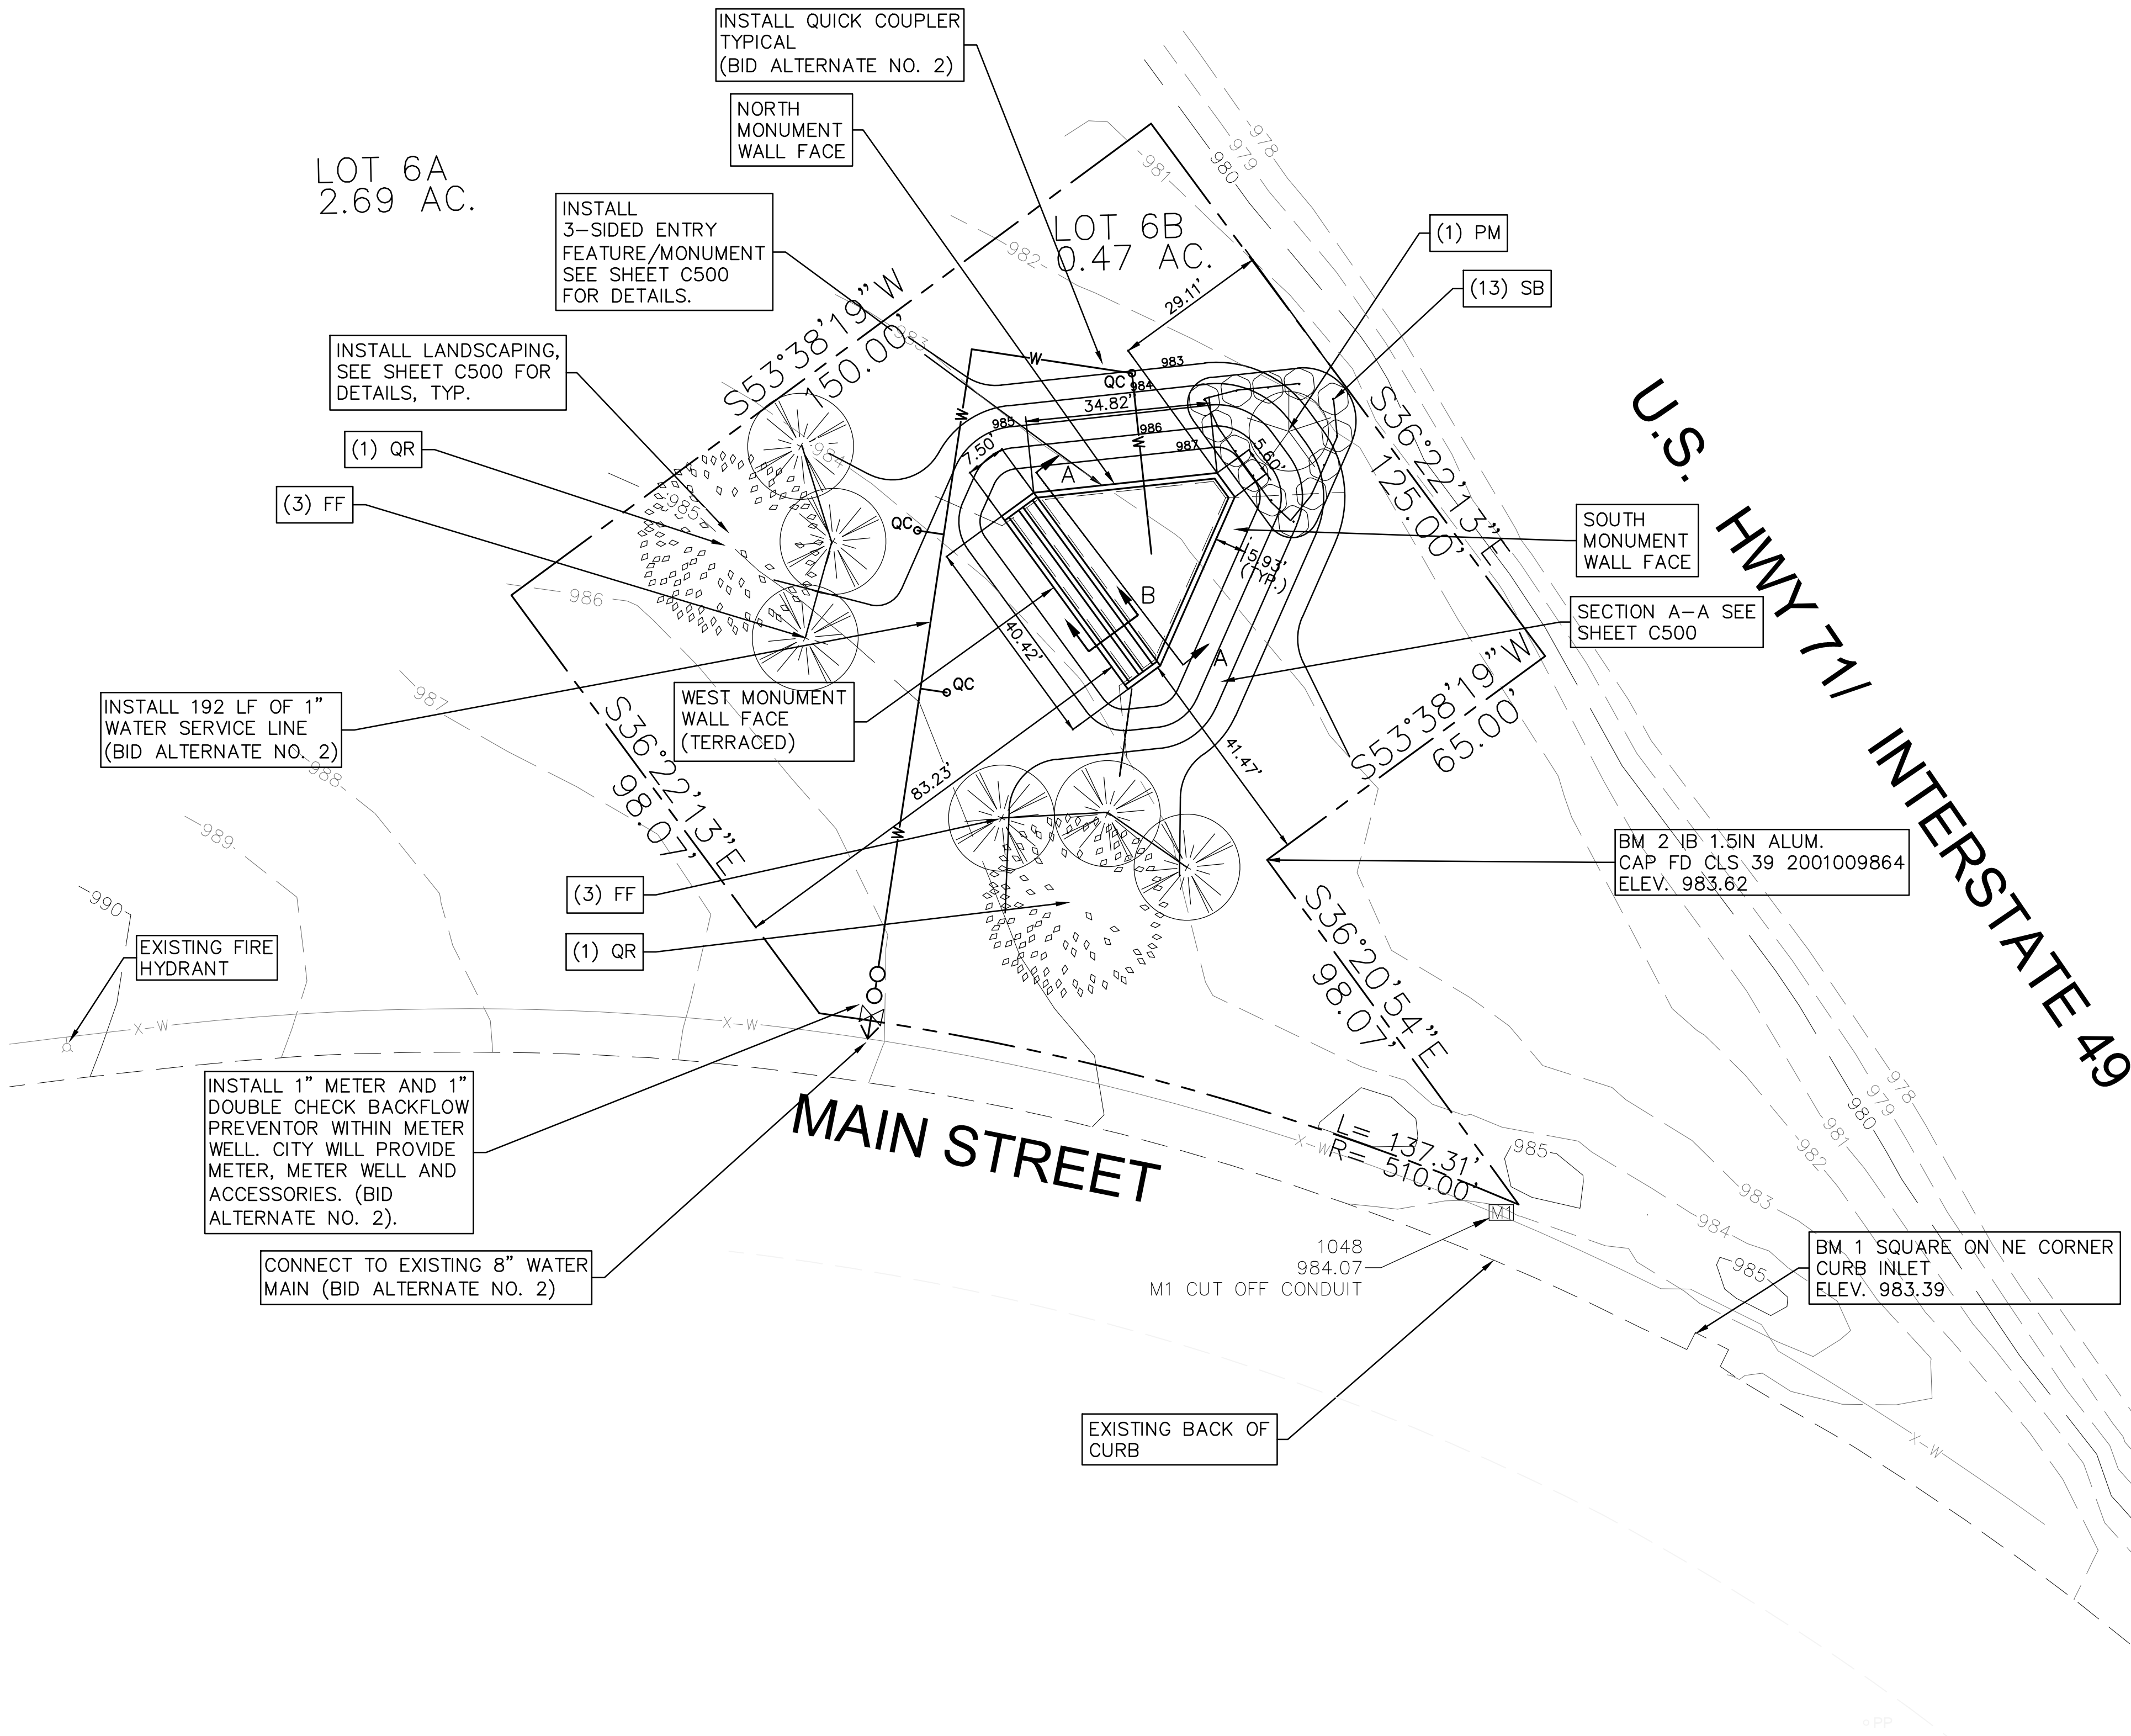 INSTALL QUICK COUPLER
TYPICAL
(BID ALTERNATE NO. 2)
NORTH
MONUMENT
WALL FACE
LOT 6A
2.69 AC.
INSTALL
3-SIDED ENTRY
FEATURE/MONUMENT
SEE SHEET C500
FOR DETAILS.
LOT 6B
0.47 AC.
978
979
980
981
982
983
(1) PM
(13) SB
29.11'
S53°38'19"W
150.00'
INSTALL LANDSCAPING,
SEE SHEET C500 FOR
DETAILS, TYP.
(1) QR
(3) FF
W
QC
983
984
34.82'
985
986
987
7.50'
5.60'
A
W
W
984
985
986
QC
S36°22'13"E
125.00'
U.S. HWY 71/ INTERSTATE 49
SOUTH
MONUMENT
WALL FACE
5.93'
(TYP.)
B
A
SECTION A-A SEE
SHEET C500
40.42'
QC
WEST MONUMENT
WALL FACE
(TERRACED)
INSTALL 192 LF OF 1"
WATER SERVICE LINE
(BID ALTERNATE NO. 2)
987
988
989
990
S36°22'13"E
98.07'
83.23'
41.47'
S53°38'19"W
65.00'
W
(3) FF
(1) QR
BM 2 IB 1.5IN ALUM.
CAP FD CLS 39 2001009864
ELEV. 983.62
S36°20'54"E
98.07'
EXISTING FIRE
HYDRANT
X-W
X-W
INSTALL 1" METER AND 1"
DOUBLE CHECK BACKFLOW
PREVENTOR WITHIN METER
WELL. CITY WILL PROVIDE
METER, METER WELL AND
ACCESSORIES. (BID
ALTERNATE NO. 2).
CONNECT TO EXISTING 8" WATER
MAIN (BID ALTERNATE NO. 2)
MAIN STREET
X-W
L= 137.31'
R= 510.00'
985
M1
1048
984.07
M1 CUT OFF CONDUIT
978
979
980
981
982
983
984
985
BM 1 SQUARE ON NE CORNER
CURB INLET
ELEV. 983.39
EXISTING BACK OF
CURB
X-W
PP